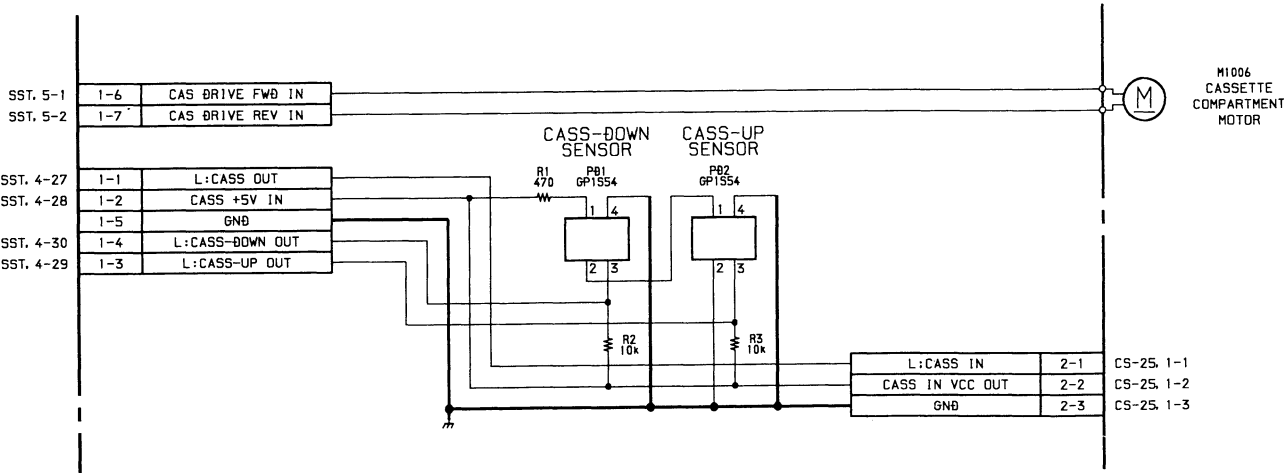 SST. 5-1 1-6 CAS DRIVE FWD IN
SST. 5-2 1-7 CAS DRIVE REV IN
M
M1006
CASSETTE
COMPARTMENT
MOTOR
CASS-DOWN
SENSOR
CASS-UP
SENSOR
R1
470
PB1
GP1S54
PB2
GP1S54
SST. 4-27 1-1 L:CASS OUT
SST. 4-28 1-2 CASS +5V IN
1-5 GND
SST. 4-30 1-4 L:CASS-DOWN OUT
SST. 4-29 1-3 L:CASS-UP OUT
1 4
2 3
1 4
2 3
R2
10k
R3
10k
L:CASS IN 2-1 CS-25. 1-1
CASS IN VCC OUT 2-2 CS-25. 1-2
GND 2-3 CS-25. 1-3